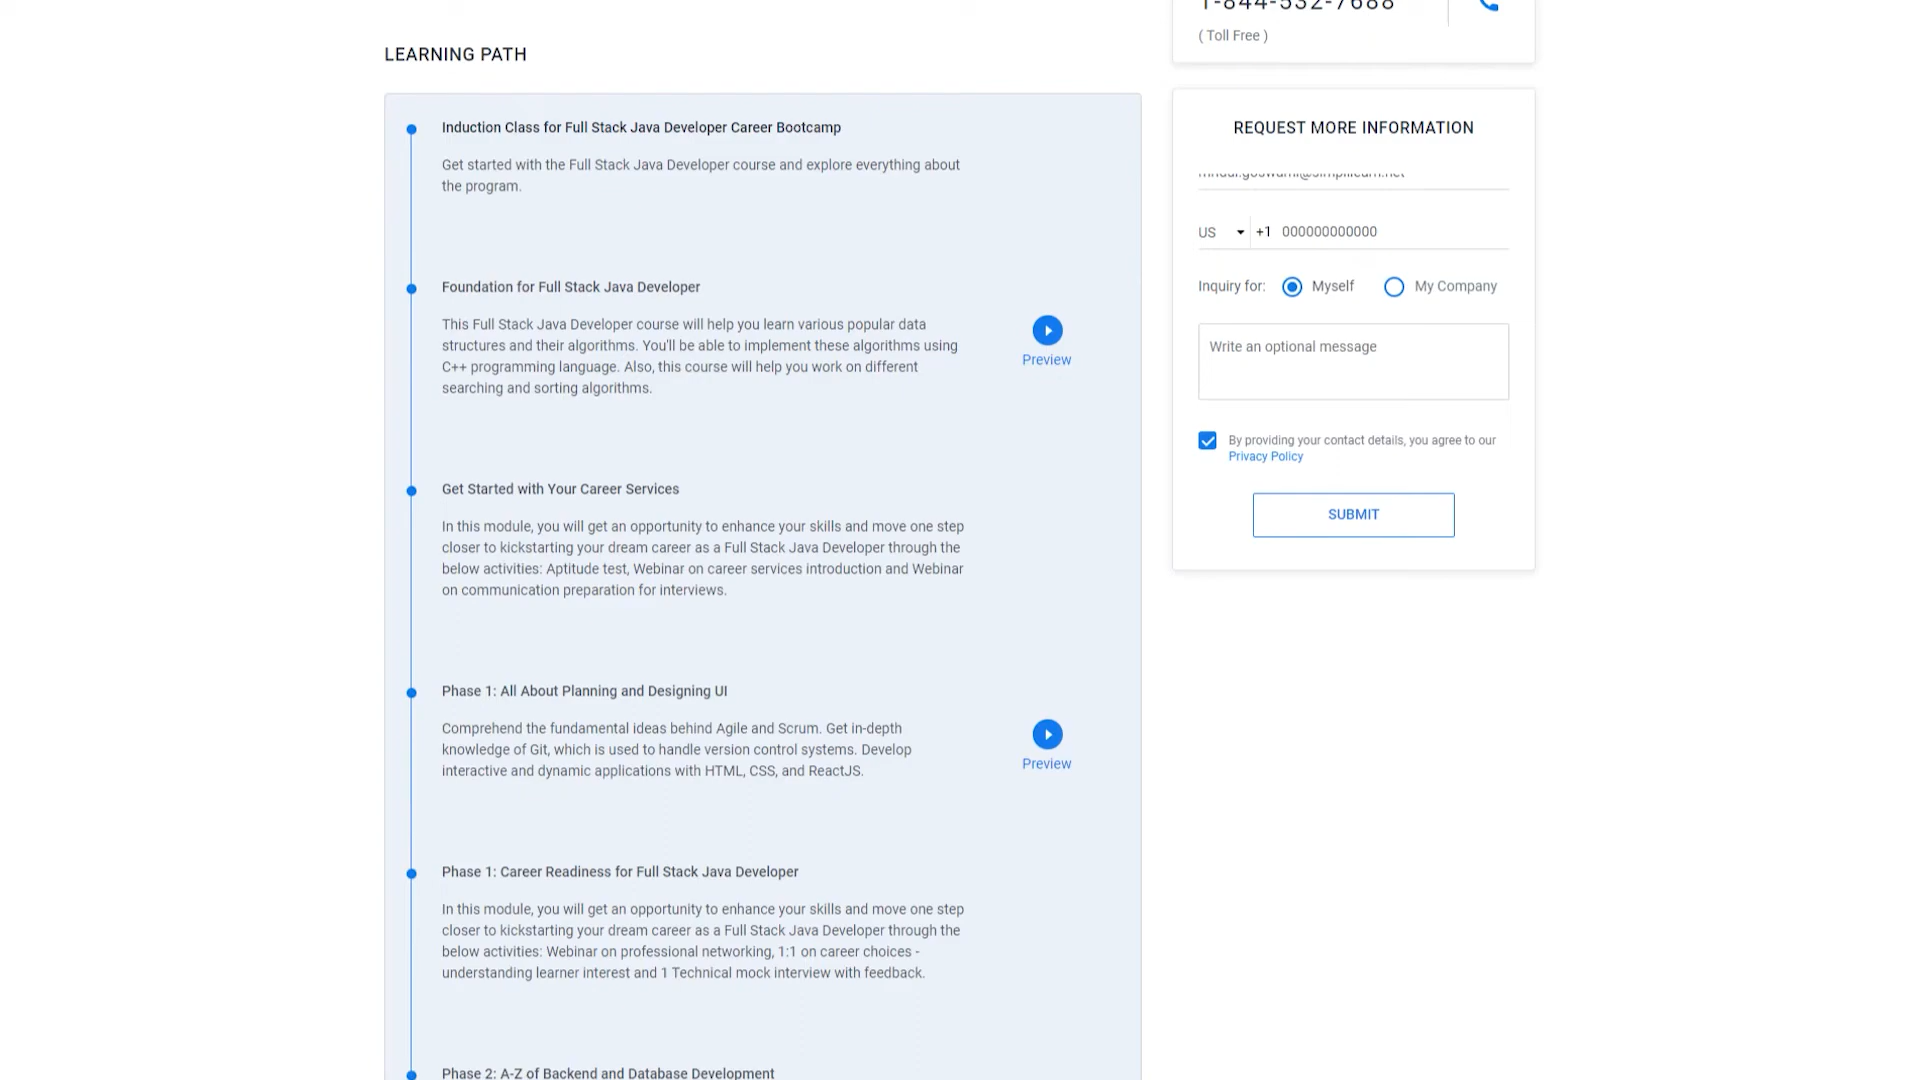 1-844-532-7688
( Toll Free )
LEARNING PATH
Induction Class for Full Stack Java Developer Career Bootcamp
Get started with the Full Stack Java Developer course and explore everything about
the program.
Foundation for Full Stack Java Developer
This Full Stack Java Developer course will help you learn various popular data
structures and their algorithms. You'll be able to implement these algorithms using
C++ programming language. Also, this course will help you work on different
searching and sorting algorithms.
Preview
Get Started with Your Career Services
In this module, you will get an opportunity to enhance your skills and move one step
closer to kickstarting your dream career as a Full Stack Java Developer through the
below activities: Aptitude test, Webinar on career services introduction and Webinar
on communication preparation for interviews.
Phase 1: All About Planning and Designing UI
Comprehend the fundamental ideas behind Agile and Scrum. Get in-depth
knowledge of Git, which is used to handle version control systems. Develop
interactive and dynamic applications with HTML, CSS, and ReactJS.
Preview
Phase 1: Career Readiness for Full Stack Java Developer
In this module, you will get an opportunity to enhance your skills and move one step
closer to kickstarting your dream career as a Full Stack Java Developer through the
below activities: Webinar on professional networking, 1:1 on career choices -
understanding learner interest and 1 Technical mock interview with feedback.
Phase 2: A-Z of Backend and Database Development
REQUEST MORE INFORMATION
US +1 000000000000
Inquiry for: Myself My Company
Write an optional message
By providing your contact details, you agree to our
Privacy Policy
SUBMIT